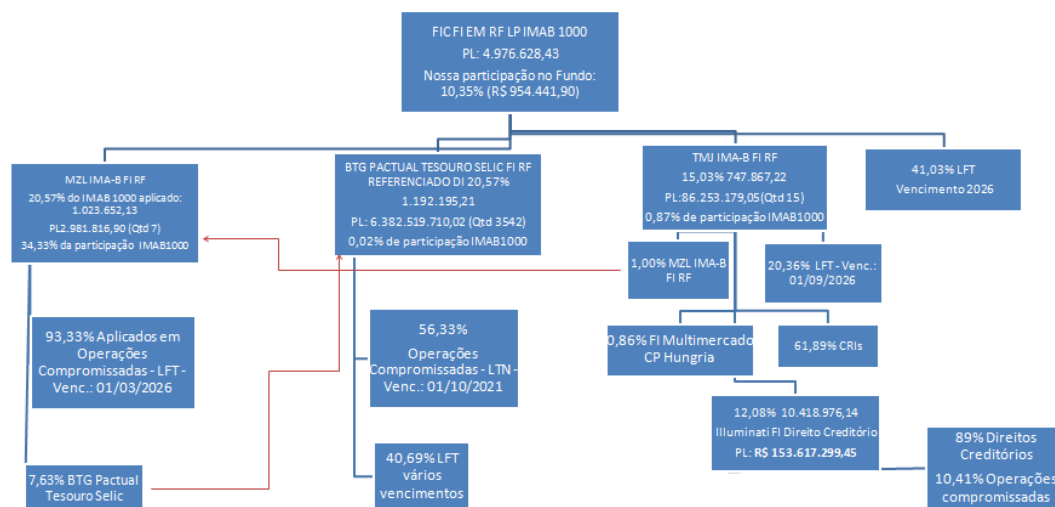 FIC FI EM RF LP IMAB 1000
PL: 4.976.628,43
Nossa participação no Fundo:
10,35% (R$ 954.441,90)
MZL IMA-B FI RF
20,57% do IMAB 1000 aplicado:
1.023.652,13
PL2.981.816,90 (Qtd 7)
34,33% da participação IMAB1000
BTG PACTUAL TESOURO SELIC FI RF
REFERENCIADO DI 20,57%
1.192.195,21
PL: 6.382.519.710,02 (Qtd 3542)
0,02% de participação IMAB1000
TMJ IMA-B FI RF
15,03% 747.867,22
PL:86.253.179,05(Qtd 15)
0,87% de participação IMAB1000
41,03% LFT
Vencimento 2026
1,00% MZL IMA-B
FI RF
20,36% LFT - Venc.:
01/09/2026
93,33% Aplicados em
Operações
Compromissadas - LFT -
Venc.: 01/03/2026
56,33%
Operações
Compromissadas - LTN -
Venc.: 01/10/2021
0,86% FI Multimercado
CP Hungria
61,89% CRIs
12,08% 10.418.976,14
Illuminati FI Direito Creditório
PL: R$ 153.617.299,45
7,63% BTG Pactual
Tesouro Selic
40,69% LFT
vários
vencimentos
89% Direitos
Creditórios
10,41% Operações
compromissadas